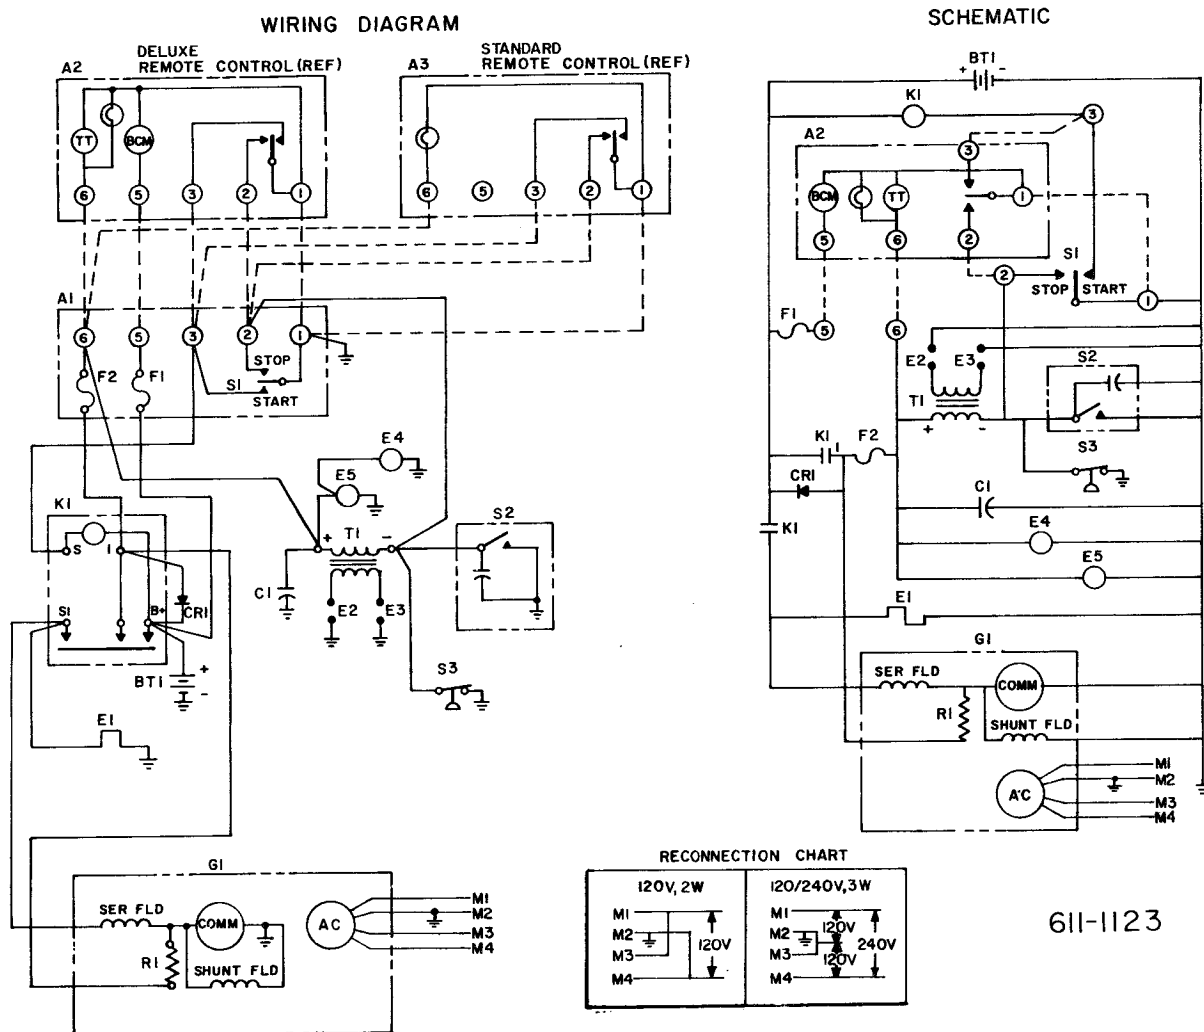 WIRING DIAGRAM
SCHEMATIC
A2
DELUXE
REMOTE CONTROL (REF)
A3
STANDARD
REMOTE CONTROL (REF)
TT
BCM
6
5
3
2
1
6
5
3
2
1
A1
6
5
3
2
1
F2
F1
STOP
S1
START
E4
E5
K1
S
1
S1
B+
CR1
+
T1
-
S2
C1
E2
E3
BT1
+
-
S3
E1
G1
SER FLD
COMM
R1
SHUNT FLD
AC
M1
M2
M3
M4
BT1
+
-
K1
3
A2
3
BCM
TT
1
5
6
2
2
S1
STOP
START
1
F1
5
6
E2
E3
S2
T1
+
-
K1
1
F2
S3
CR1
C1
K1
E4
E5
E1
G1
SER FLD
COMM
R1
SHUNT FLD
AC
M1
M2
M3
M4
RECONNECTION CHART
120V, 2W
M1
M2
M3
M4
120V
120/240V, 3W
M1
M2
M3
M4
120V
120V
240V
611-1123